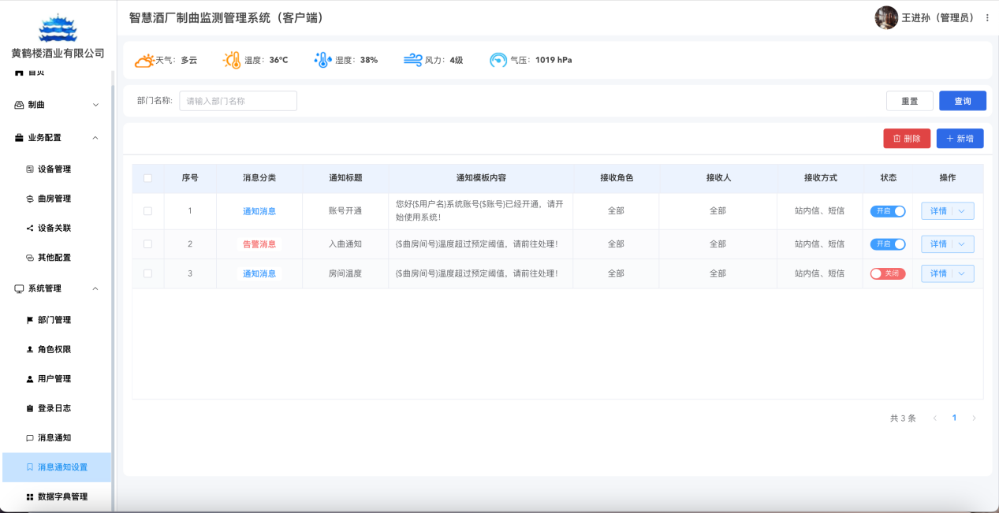 智慧酒厂制曲监测管理系统（客户端）
王进孙（管理员）
黄鹤楼酒业有限公司
首页
制曲
业务配置
设备管理
曲房管理
设备关联
其他配置
系统管理
部门管理
角色权限
用户管理
登录日志
消息通知
消息通知设置
数据字典管理
天气： 多云 温度： 36℃ 湿度： 38% 风力： 4级 气压： 1019 hPa
部门名称: 请输入部门名称 重置 查询
删除 新增
序号 消息分类 通知标题 通知模板内容 接收角色 接收人 接收方式 状态 操作
1 通知消息 账号开通 您好{$用户名}系统账号{$账号}已经开通，请开 全部 全部 站内信、短信 开启 详情
始使用系统！
2 告警消息 入曲通知 {$曲房间号}温度超过预定阈值，请前往处理！ 全部 全部 站内信、短信 开启 详情
3 通知消息 房间温度 {$曲房间号}温度超过预定阈值，请前往处理！ 全部 全部 站内信、短信 关闭 详情
共 3 条 1